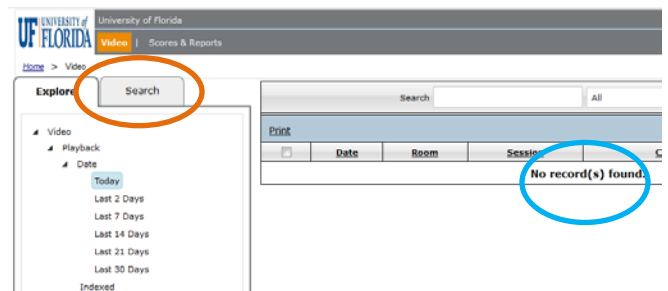 UF UNIVERSITY of FLORIDA
University of Florida
Video | Scores & Reports
Home > Video
Explore Search
Search All
Video
Playback
Date
Today
Last 2 Days
Last 7 Days
Last 14 Days
Last 21 Days
Last 30 Days
Indexed
Print
Date Room Session
No record(s) found.